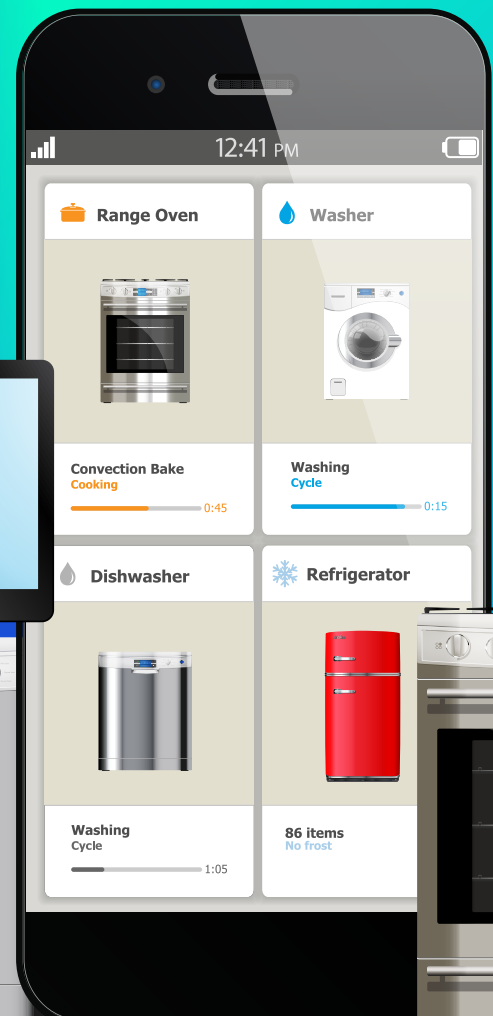 12:41 PM
Range Oven
Washer
Convection Bake
Cooking
0:45
Washing
Cycle
0:15
Dishwasher
Refrigerator
Washing
Cycle
1:05
86 items
No frost